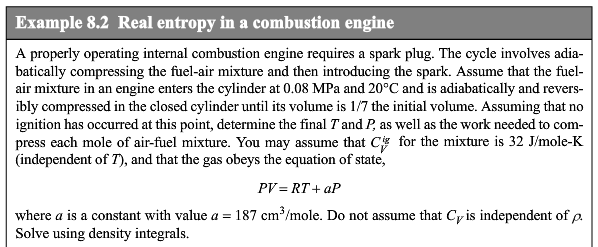 Example 8.2 Real entropy in a combustion engine
A properly operating internal combustion engine requires a spark plug. The cycle involves adia-
batically compressing the fuel-air mixture and then introducing the spark. Assume that the fuel-
air mixture in an engine enters the cylinder at 0.08 MPa and 20°C and is adiabatically and revers-
ibly compressed in the closed cylinder until its volume is 1/7 the initial volume. Assuming that no
ignition has occurred at this point, determine the final T and P, as well as the work needed to com-
press each mole of air-fuel mixture. You may assume that C_V^{ig} for the mixture is 32 J/mole-K
(independent of T), and that the gas obeys the equation of state,
PV = RT + aP
where a is a constant with value a = 187 cm³/mole. Do not assume that C_V is independent of ρ.
Solve using density integrals.